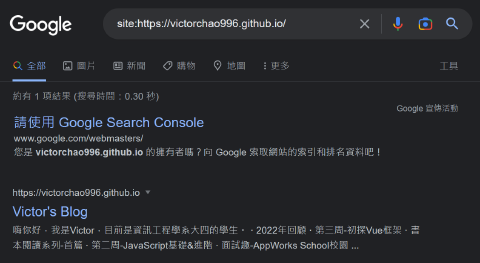 Google
site:https://victorchao996.github.io/
全部 圖片 新聞 購物 地圖 更多 工具
約有 1 項結果 (搜尋時間：0.30 秒)
Google 宣傳活動
請使用 Google Search Console
www.google.com/webmasters/
您是 victorchao996.github.io 的擁有者嗎？向 Google 索取網站的索引和排名資料吧！
https://victorchao996.github.io
Victor's Blog
嗨你好，我是Victor，目前是資訊工程學系大四的學生。 · 2022年回顧 · 第三周-初探Vue框架 · 書
本閱讀系列-首篇 · 第二周-JavaScript基礎&進階 · 面試趣-AppWorks School校園 ...